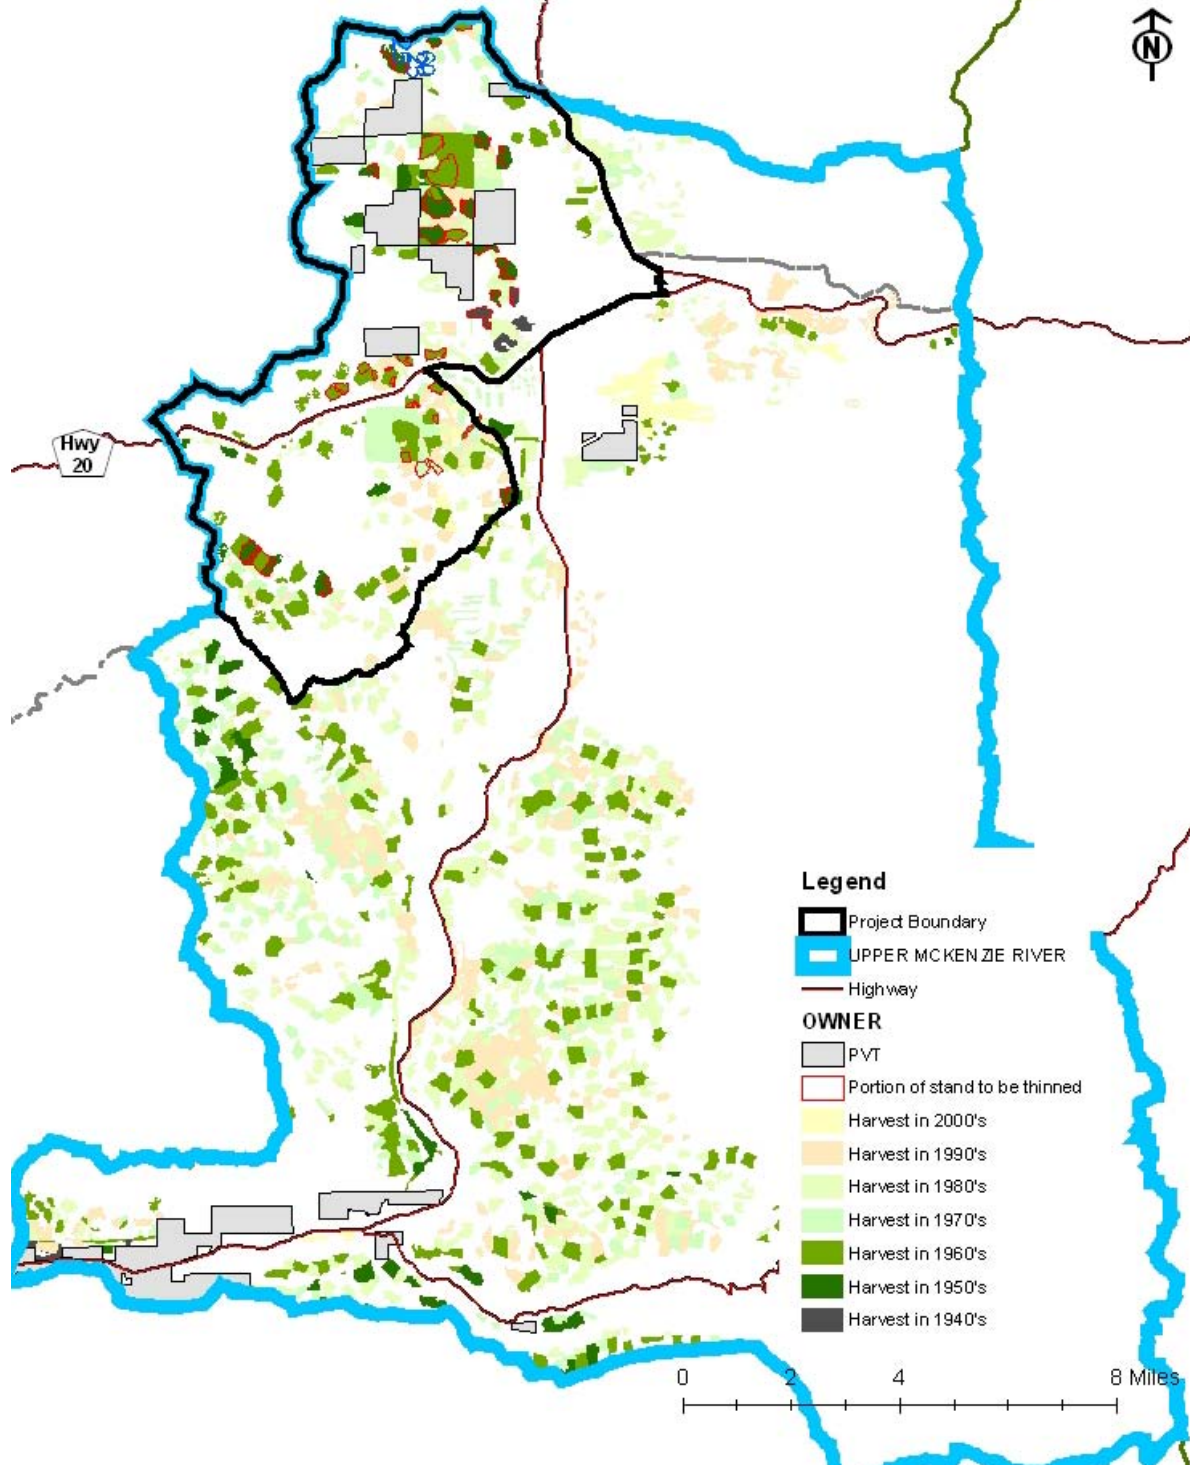 N
Hwy
20
Legend
Project Boundary
UPPER MCKENZIE RIVER
Highway
OWNER
PVT
Portion of stand to be thinned
Harvest in 2000's
Harvest in 1990's
Harvest in 1980's
Harvest in 1970's
Harvest in 1960's
Harvest in 1950's
Harvest in 1940's
0 2 4 8 Miles